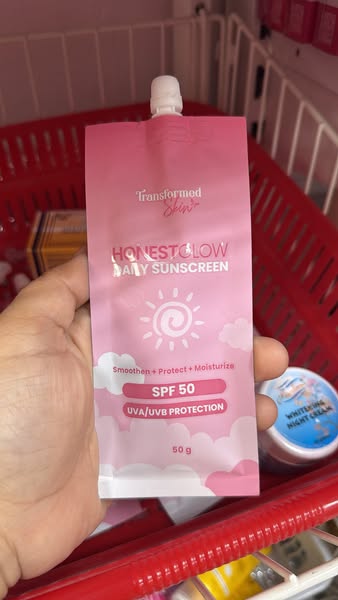 Transformed
Skin
HONESTGLOW
DAILY SUNSCREEN
Smoothen + Protect + Moisturize
SPF 50
UVA/UVB PROTECTION
50 g
WHITENING
NIGHT CREAM